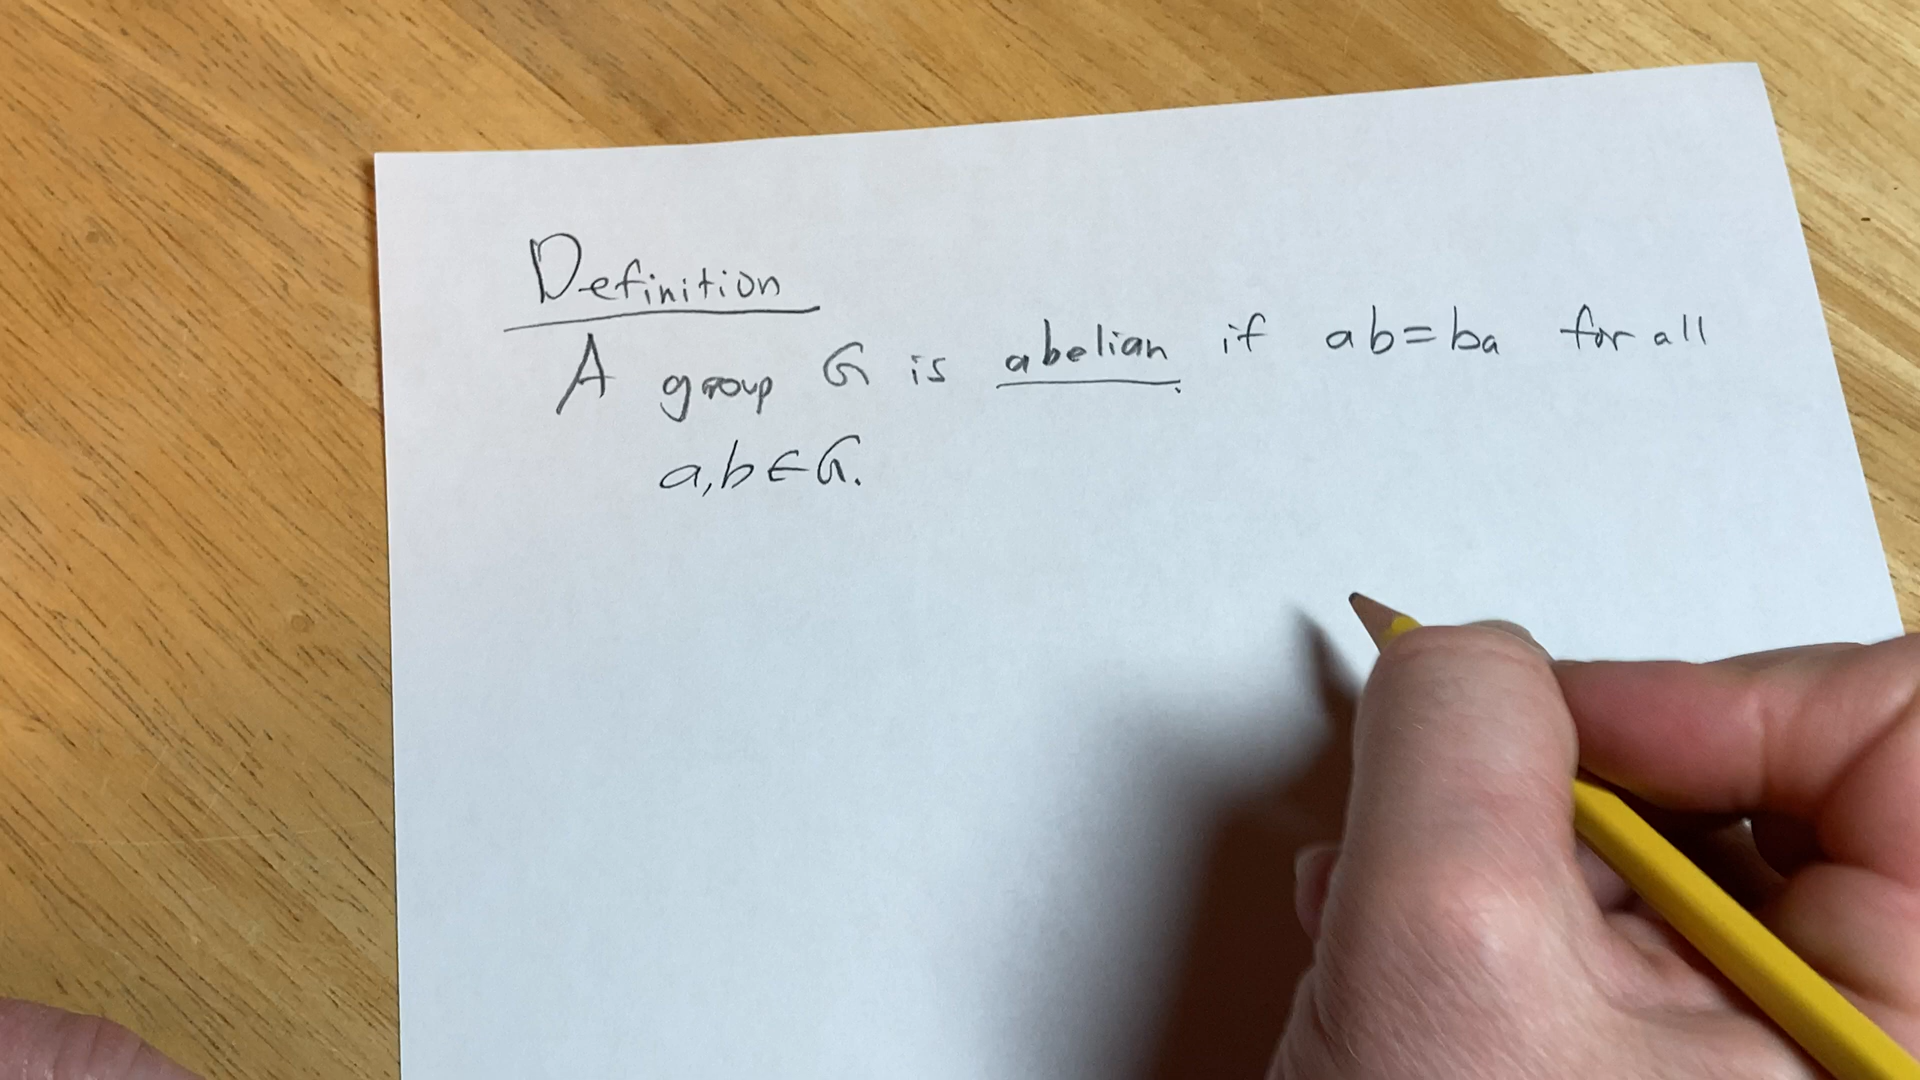 Definition
A group G is abelian if ab=ba for all
a,b∈G.